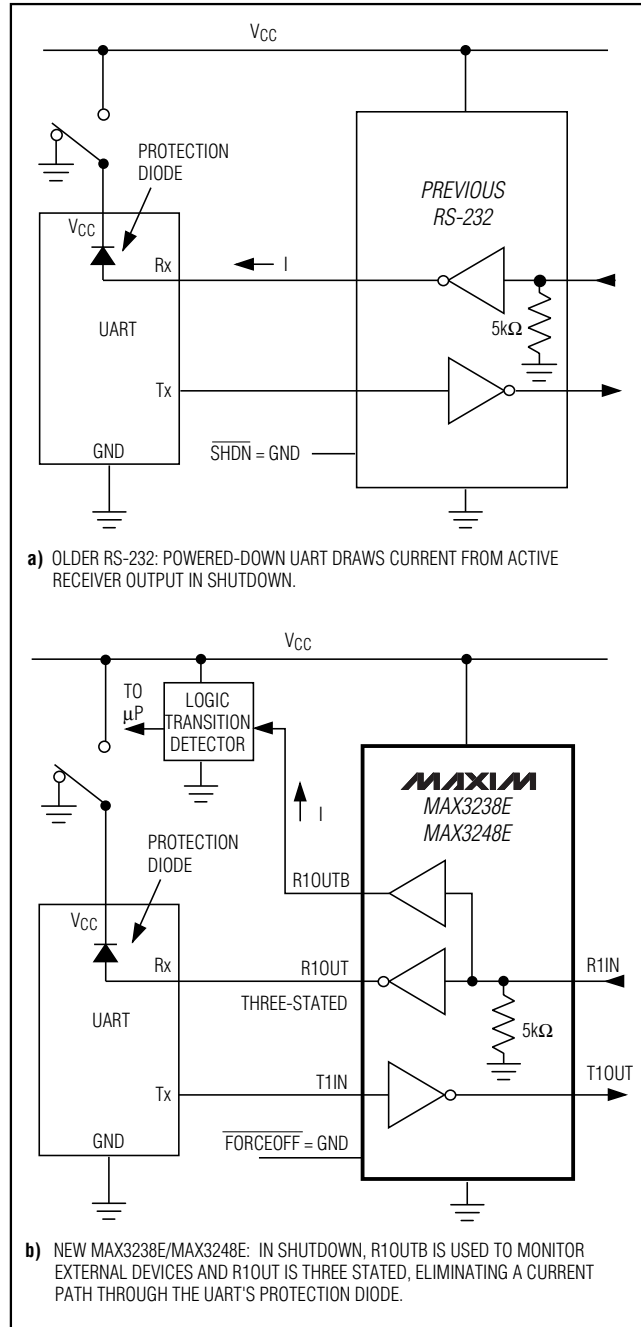 VCC
PROTECTION
DIODE
PREVIOUS
RS-232
VCC
Rx
I
5kΩ
UART
Tx
GND
SHDN = GND
a) OLDER RS-232: POWERED-DOWN UART DRAWS CURRENT FROM ACTIVE
RECEIVER OUTPUT IN SHUTDOWN.
VCC
TO
µP
LOGIC
TRANSITION
DETECTOR
MAXIM
MAX3238E
MAX3248E
I
PROTECTION
DIODE
R1OUTB
VCC
Rx
R1OUT
R1IN
THREE-STATED
UART
5kΩ
Tx
T1IN
T1OUT
GND
FORCEOFF = GND
b) NEW MAX3238E/MAX3248E: IN SHUTDOWN, R1OUTB IS USED TO MONITOR
EXTERNAL DEVICES AND R1OUT IS THREE STATED, ELIMINATING A CURRENT
PATH THROUGH THE UART'S PROTECTION DIODE.